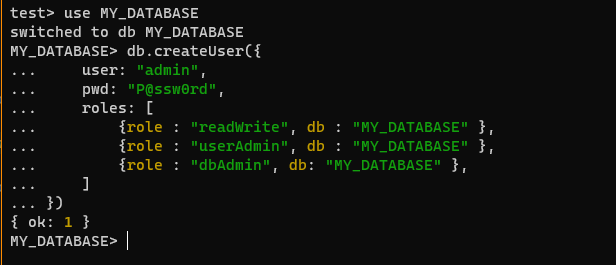 test> use MY_DATABASE
switched to db MY_DATABASE
MY_DATABASE> db.createUser({
...     user: "admin",
...     pwd: "P@ssw0rd",
...     roles: [
...         {role : "readWrite", db : "MY_DATABASE" },
...         {role : "userAdmin", db : "MY_DATABASE" },
...         {role : "dbAdmin", db: "MY_DATABASE" },
...     ]
... })
{ ok: 1 }
MY_DATABASE>